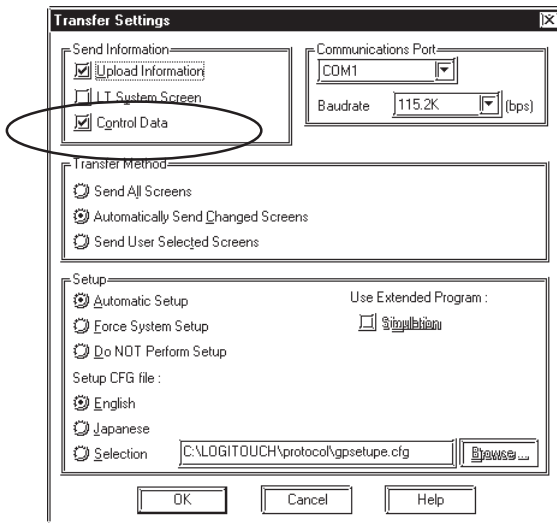 Transfer Settings
Send Information
Upload Information
LT System Screen
Control Data
Communications Port
COM1
Baudrate 115.2K (bps)
Transfer Method
Send All Screens
Automatically Send Changed Screens
Send User Selected Screens
Setup
Automatic Setup
Force System Setup
Do NOT Perform Setup
Use Extended Program :
Simulation
Setup CFG file :
English
Japanese
Selection C:\LOGITOUCH\protocol\gpsetupe.cfg Browse ...
OK Cancel Help